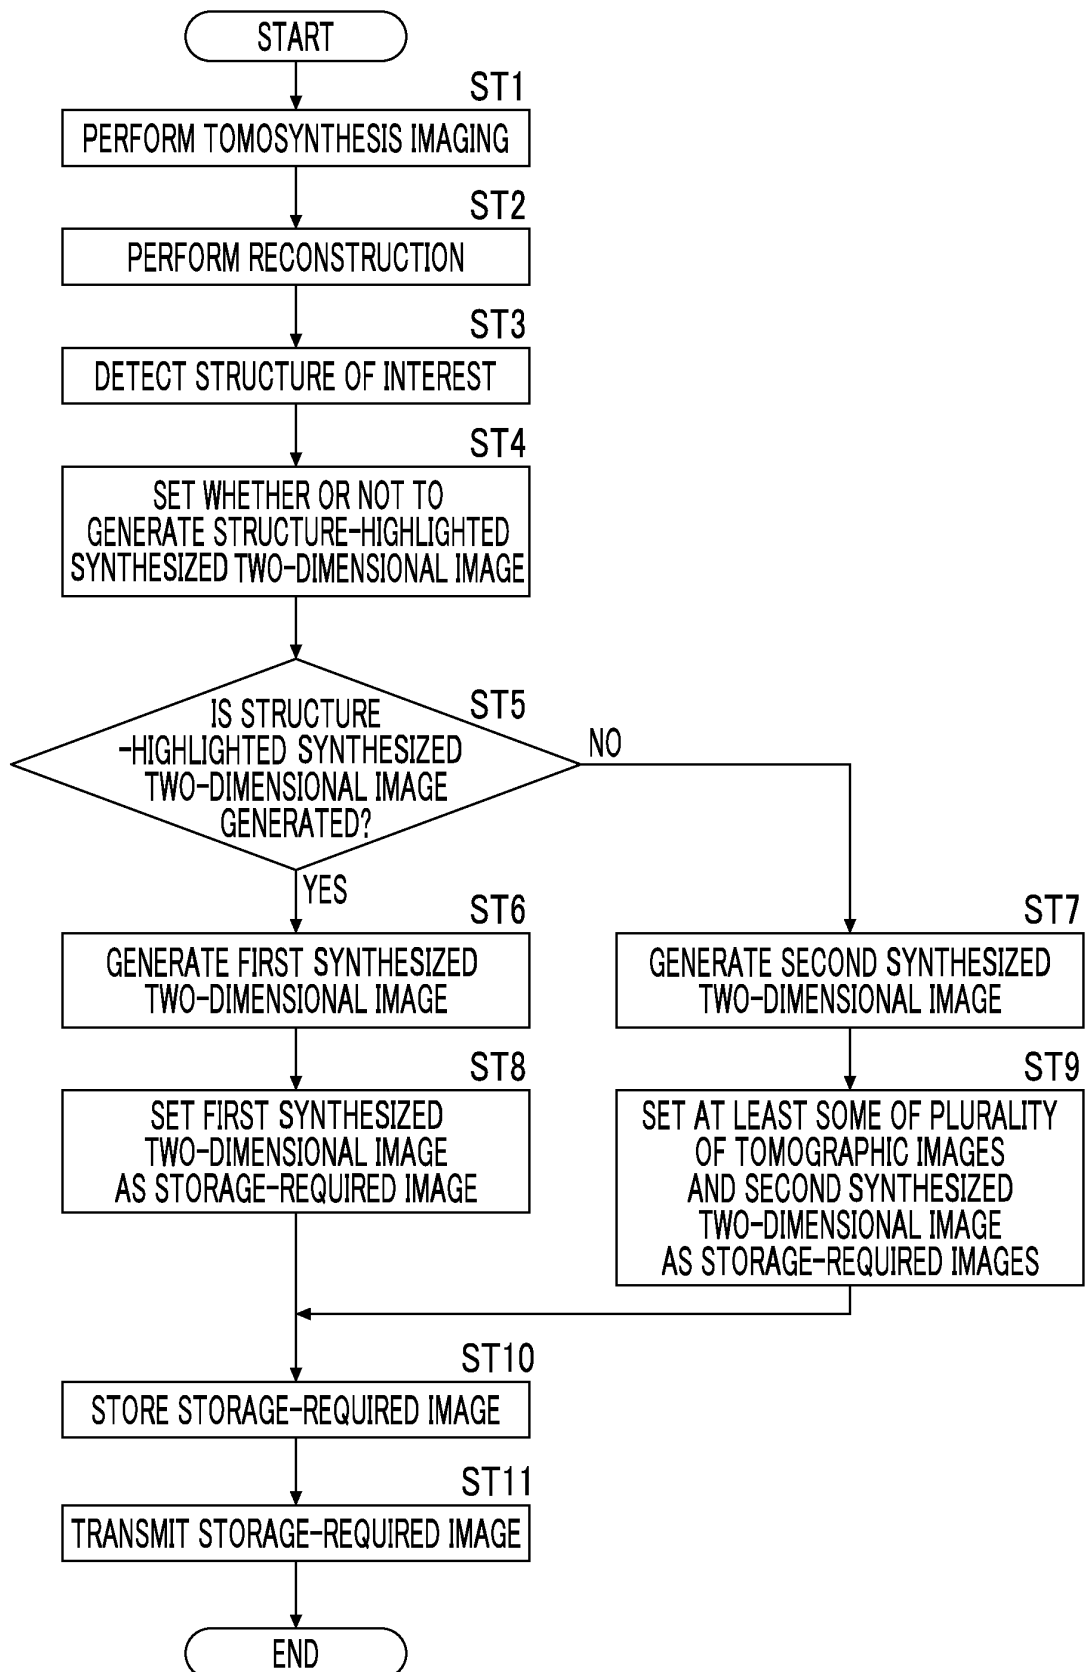 START
ST1
PERFORM TOMOSYNTHESIS IMAGING
ST2
PERFORM RECONSTRUCTION
ST3
DETECT STRUCTURE OF INTEREST
ST4
SET WHETHER OR NOT TO
GENERATE STRUCTURE-HIGHLIGHTED
SYNTHESIZED TWO-DIMENSIONAL IMAGE
ST5
IS STRUCTURE
-HIGHLIGHTED SYNTHESIZED
TWO-DIMENSIONAL IMAGE
GENERATED?
NO
YES
ST6
GENERATE FIRST SYNTHESIZED
TWO-DIMENSIONAL IMAGE
ST7
GENERATE SECOND SYNTHESIZED
TWO-DIMENSIONAL IMAGE
ST8
SET FIRST SYNTHESIZED
TWO-DIMENSIONAL IMAGE
AS STORAGE-REQUIRED IMAGE
ST9
SET AT LEAST SOME OF PLURALITY
OF TOMOGRAPHIC IMAGES
AND SECOND SYNTHESIZED
TWO-DIMENSIONAL IMAGE
AS STORAGE-REQUIRED IMAGES
ST10
STORE STORAGE-REQUIRED IMAGE
ST11
TRANSMIT STORAGE-REQUIRED IMAGE
END